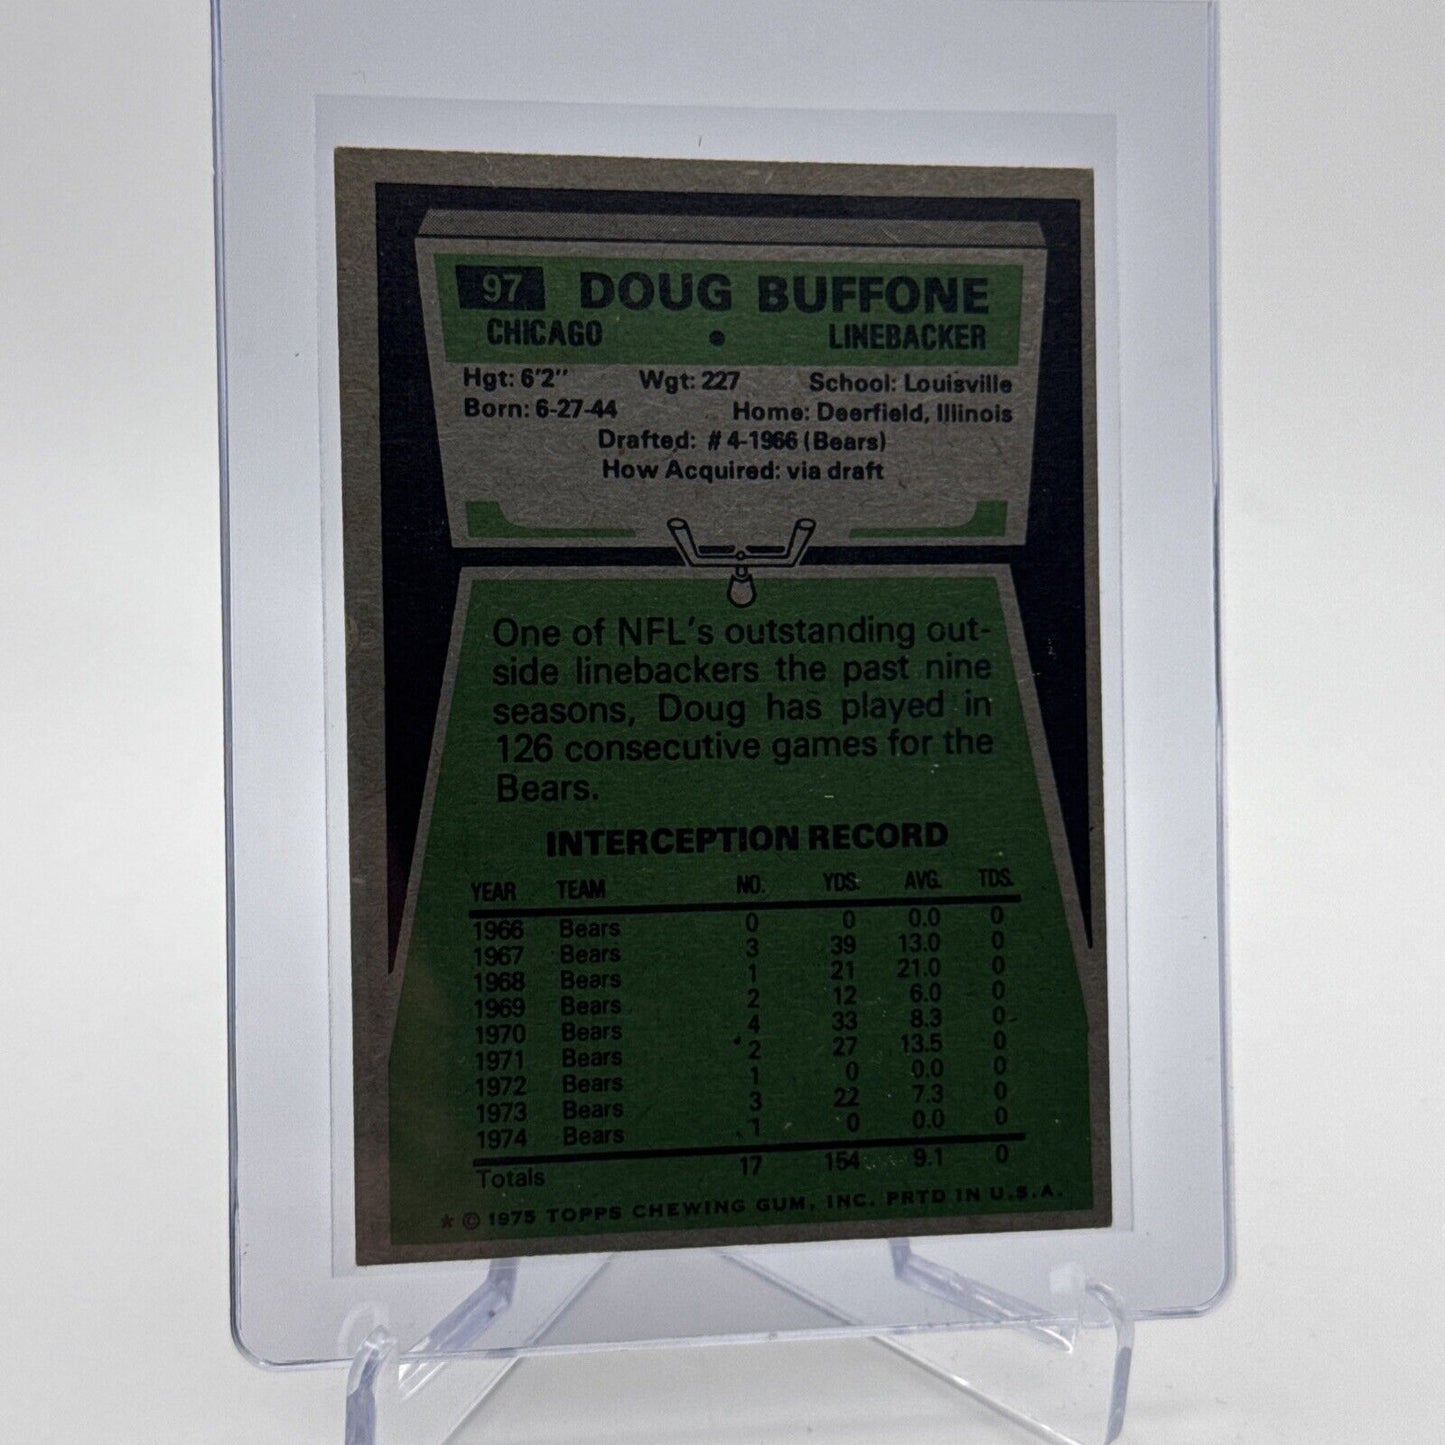 97 DOUG BUFFONE
CHICAGO • LINEBACKER
Hgt: 6'2" Wgt: 227 School: Louisville
Born: 6-27-44 Home: Deerfield, Illinois
Drafted: #4-1966 (Bears)
How Acquired: via draft
One of NFL's outstanding out-
side linebackers the past nine
seasons, Doug has played in
126 consecutive games for the
Bears.
INTERCEPTION RECORD
YEAR TEAM NO. YDS. AVG. TDS.
1966 Bears 0 0 0.0 0
1967 Bears 3 39 13.0 0
1968 Bears 1 21 21.0 0
1969 Bears 2 12 6.0 0
1970 Bears 4 33 8.3 0
1971 Bears 2 27 13.5 0
1972 Bears 1 0 0.0 0
1973 Bears 3 22 7.3 0
1974 Bears 1 0 0.0 0
Totals 17 154 9.1 0
★ © 1975 TOPPS CHEWING GUM, INC. PRTD IN U.S.A.